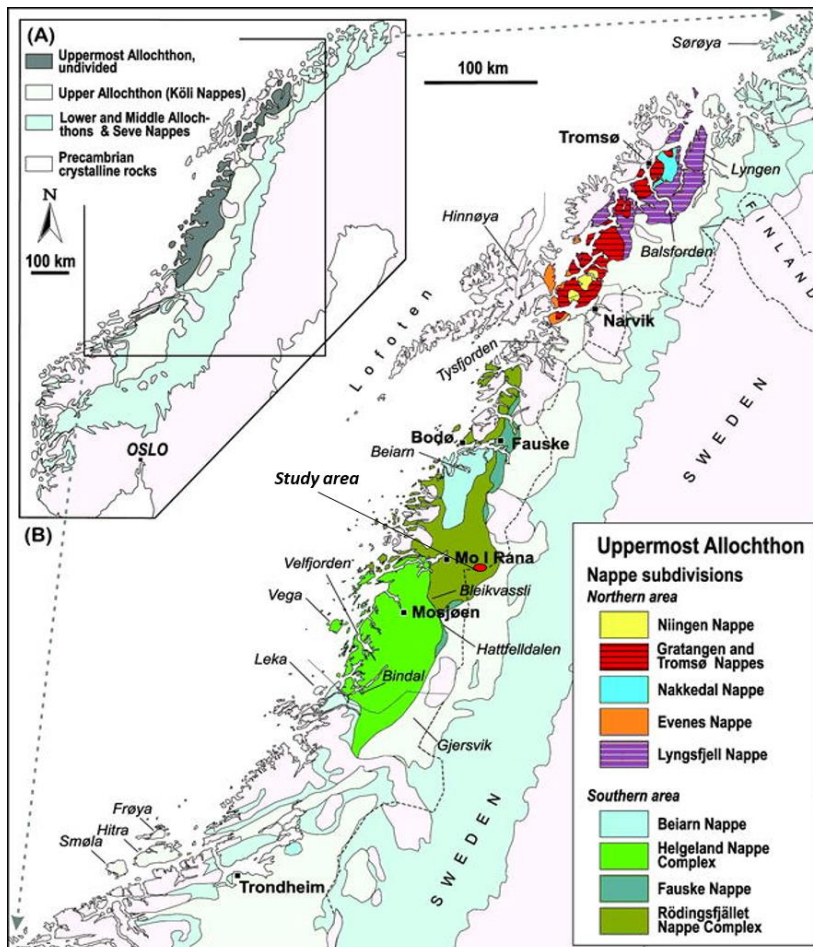 (A)
Uppermost Allochthon,
undivided
Upper Allochthon (Köli Nappes)
Lower and Middle Alloch-
thons & Seve Nappes
Precambrian
crystalline rocks
N
100 km
OSLO
100 km
Sørøya
Tromsø
Lyngen
Hinnøya
Balsforden
FINLAND
Narvik
Lofoten
Tysfjorden
SWEDEN
Bodø
Fauske
Beiarn
Study area
(B)
Mo I Rana
Velfjorden
Bleikvassli
Vega
Mosjøen
Hattfelldalen
Leka
Bindal
Gjersvik
Frøya
Hitra
Smøla
Trondheim
SWEDEN
Uppermost Allochthon
Nappe subdivisions
Northern area
Niingen Nappe
Gratangen and
Tromsø Nappes
Nakkedal Nappe
Evenes Nappe
Lyngsfjell Nappe
Southern area
Beiarn Nappe
Helgeland Nappe
Complex
Fauske Nappe
Rödingsfjället
Nappe Complex